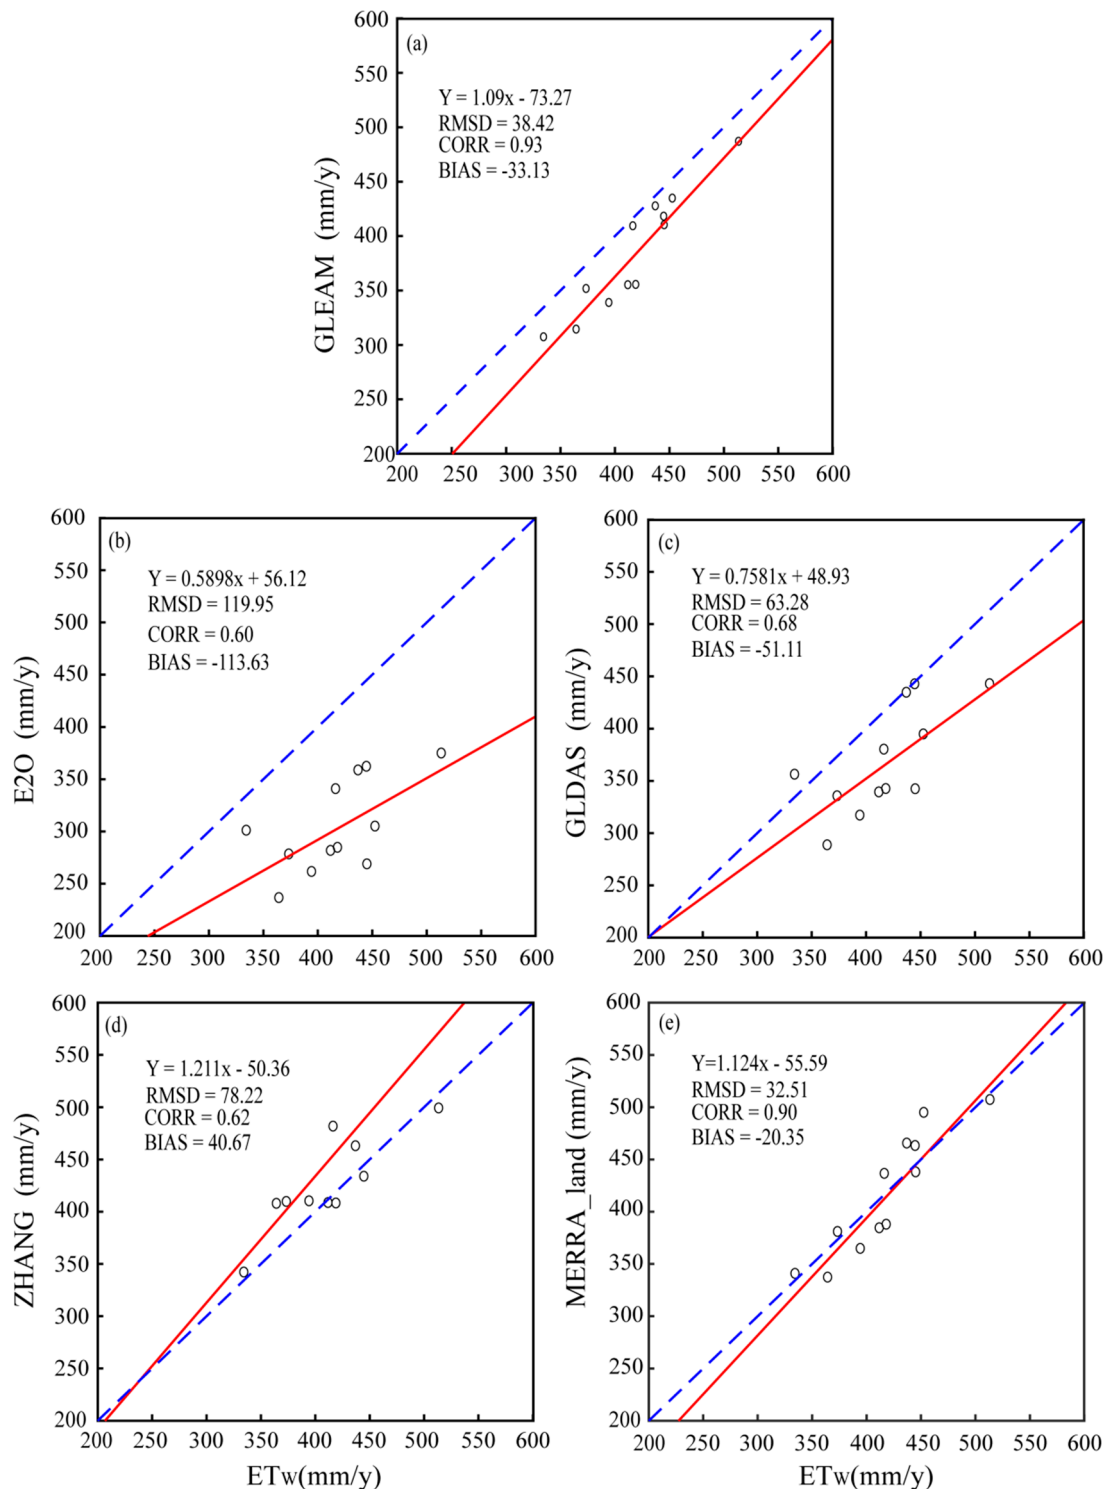 (a)
Y = 1.09x - 73.27
RMSD = 38.42
CORR = 0.93
BIAS = -33.13
GLEAM (mm/y)
600
550
500
450
400
350
300
250
200
200 250 300 350 400 450 500 550 600
(b)
Y = 0.5898x + 56.12
RMSD = 119.95
CORR = 0.60
BIAS = -113.63
E2O (mm/y)
600
550
500
450
400
350
300
250
200
200 250 300 350 400 450 500 550 600
(c)
Y = 0.7581x + 48.93
RMSD = 63.28
CORR = 0.68
BIAS = -51.11
GLDAS (mm/y)
600
550
500
450
400
350
300
250
200
200 250 300 350 400 450 500 550 600
(d)
Y = 1.211x - 50.36
RMSD = 78.22
CORR = 0.62
BIAS = 40.67
ZHANG (mm/y)
600
550
500
450
400
350
300
250
200
200 250 300 350 400 450 500 550 600
ETw(mm/y)
(e)
Y=1.124x - 55.59
RMSD = 32.51
CORR = 0.90
BIAS = -20.35
MERRA_land (mm/y)
600
550
500
450
400
350
300
250
200
200 250 300 350 400 450 500 550 600
ETw(mm/y)